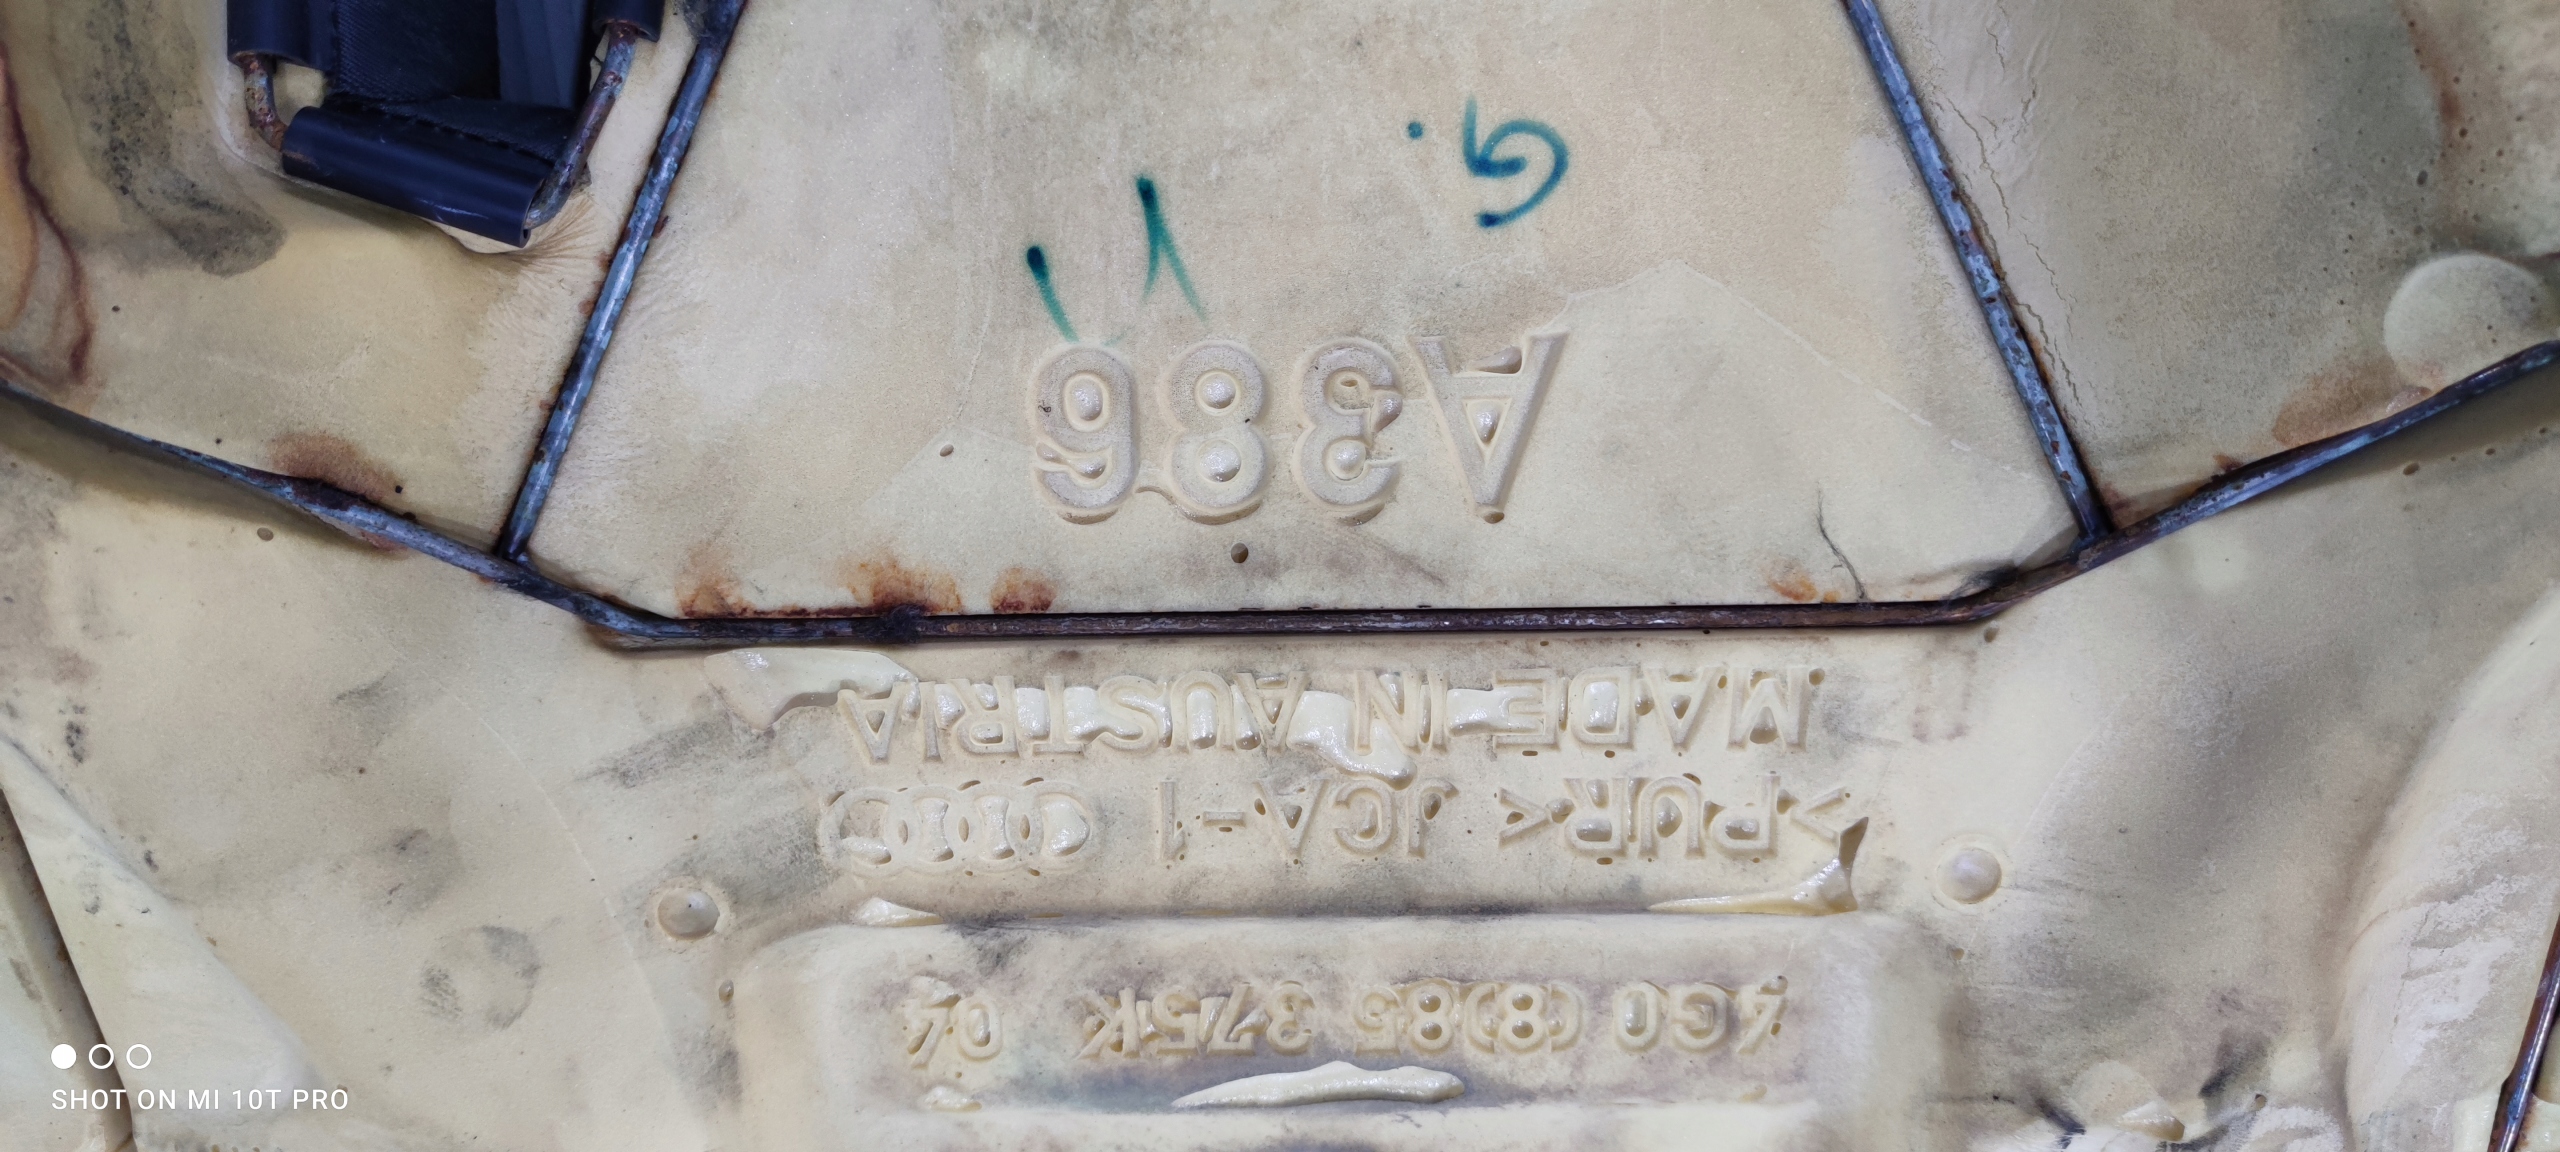 4G0 (8)85 375K 04
>PUR< JCA-1
MADE IN AUSTRIA
A386
SHOT ON MI 10T PRO